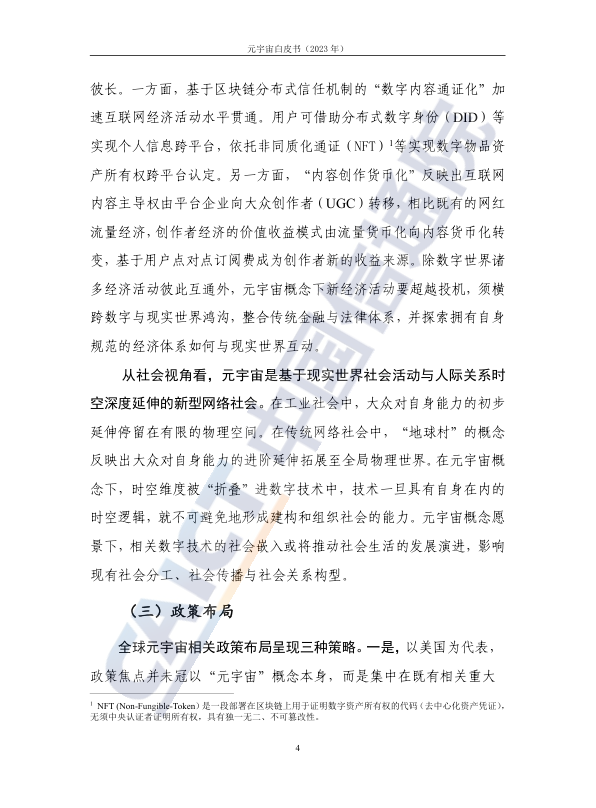 元宇宙白皮书（2023 年）
彼长。一方面，基于区块链分布式信任机制的“数字内容通证化”加
速互联网经济活动水平贯通。用户可借助分布式数字身份（DID）等
实现个人信息跨平台，依托非同质化通证（NFT）1等实现数字物品资
产所有权跨平台认定。另一方面，“内容创作货币化”反映出互联网
内容主导权由平台企业向大众创作者（UGC）转移，相比既有的网红
流量经济，创作者经济的价值收益模式由流量货币化向内容货币化转
变，基于用户点对点订阅费成为创作者新的收益来源。除数字世界诸
多经济活动彼此互通外，元宇宙概念下新经济活动要超越投机，须横
跨数字与现实世界鸿沟，整合传统金融与法律体系，并探索拥有自身
规范的经济体系如何与现实世界互动。
从社会视角看，元宇宙是基于现实世界社会活动与人际关系时
空深度延伸的新型网络社会。在工业社会中，大众对自身能力的初步
延伸停留在有限的物理空间。在传统网络社会中，“地球村”的概念
反映出大众对自身能力的进阶延伸拓展至全局物理世界。在元宇宙概
念下，时空维度被“折叠”进数字技术中，技术一旦具有自身在内的
时空逻辑，就不可避免地形成建构和组织社会的能力。元宇宙概念愿
景下，相关数字技术的社会嵌入或将推动社会生活的发展演进，影响
现有社会分工、社会传播与社会关系构型。
（三）政策布局
全球元宇宙相关政策布局呈现三种策略。一是，以美国为代表，
政策焦点并未冠以“元宇宙”概念本身，而是集中在既有相关重大
1 NFT (Non-Fungible-Token) 是一段部署在区块链上用于证明数字资产所有权的代码（去中心化资产凭证），
无须中央认证者证明所有权，具有独一无二、不可篡改性。
4
CAICT 中国信通院